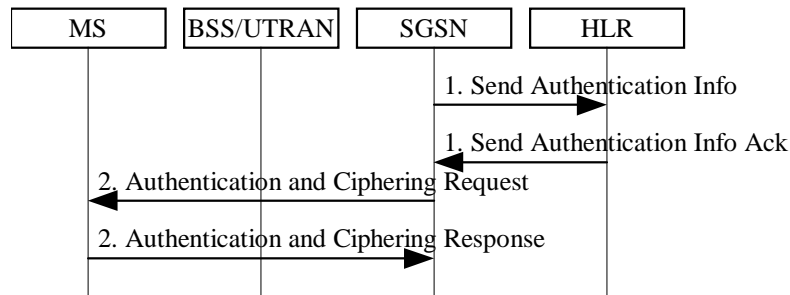 MS BSS/UTRAN SGSN HLR
1. Send Authentication Info
1. Send Authentication Info Ack
2. Authentication and Ciphering Request
2. Authentication and Ciphering Response